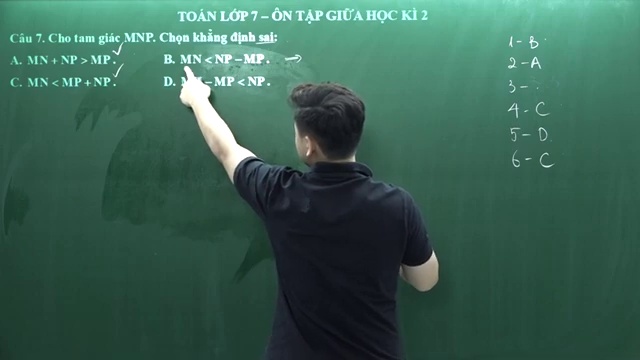 TOÁN LỚP 7 – ÔN TẬP GIỮA HỌC KÌ 2
Câu 7. Cho tam giác MNP. Chọn khẳng định sai:
A. MN + NP > MP. ✓
B. MN < NP – MP. →
C. MN < MP + NP. ✓
D. – MP < NP.
1 - B
2 - A
3 -
4 - C
5 - D
6 - C